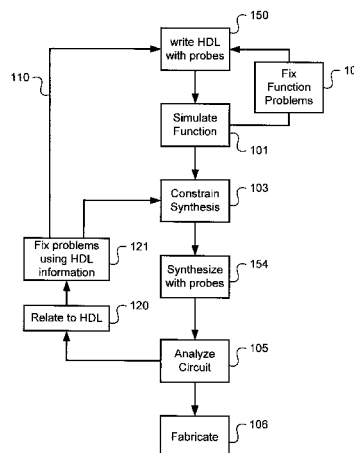 150
110
write HDL
with probes
10
Fix
Function
Problems
Simulate
Function
101
Constrain
Synthesis
103
Fix problems
using HDL
information
121
Synthesize
with probes
154
Relate to HDL
120
Analyze
Circuit
105
Fabricate
106